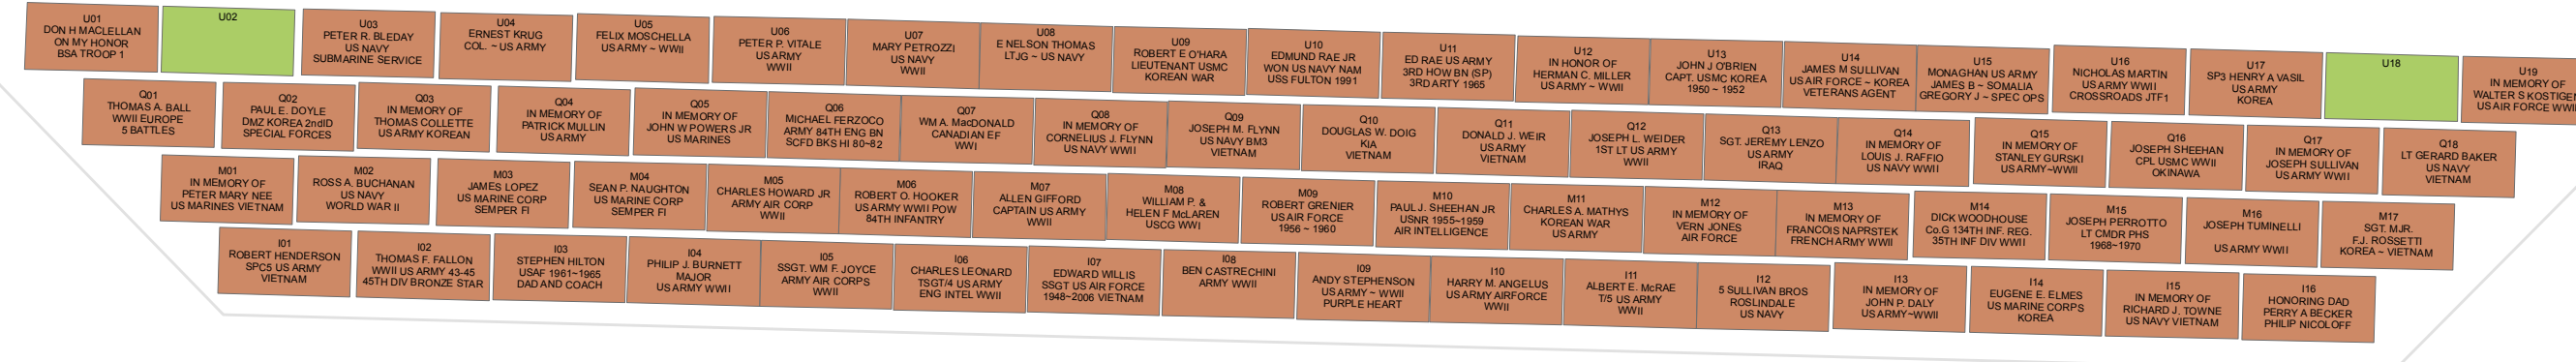 U01
DON H MACLELLAN
ON MY HONOR
BSA TROOP 1
U02
U03
PETER R. BLEDAY
US NAVY
SUBMARINE SERVICE
U04
ERNEST KRUG
COL. ~ US ARMY
U05
FELIX MOSCHELLA
US ARMY ~ WWII
U06
PETER P. VITALE
US ARMY
WWII
U07
MARY PETROZZI
US NAVY
WWII
U08
E NELSON THOMAS
LTJG ~ US NAVY
U09
ROBERT E O'HARA
LIEUTENANT USMC
KOREAN WAR
U10
EDMUND RAE JR
WON US NAVY NAM
USS FULTON 1991
U11
ED RAE US ARMY
3RD HOW BN (SP)
3RD ARTY 1965
U12
IN HONOR OF
HERMAN C. MILLER
US ARMY ~ WWII
U13
JOHN J O'BRIEN
CAPT. USMC KOREA
1950 ~ 1952
U14
JAMES M SULLIVAN
US AIR FORCE ~ KOREA
VETERANS AGENT
U15
MONAGHAN US ARMY
JAMES B ~ SOMALIA
GREGORY J ~ SPEC OPS
U16
NICHOLAS MARTIN
US ARMY WWII
CROSSROADS JTF1
U17
SP3 HENRY A VASIL
US ARMY
KOREA
U18
U19
IN MEMORY OF
WALTER S KOSTIGEN
US AIR FORCE WWII
Q01
THOMAS A. BALL
WWII EUROPE
5 BATTLES
Q02
PAUL E. DOYLE
DMZ KOREA 2ndID
SPECIAL FORCES
Q03
IN MEMORY OF
THOMAS COLLETTE
US ARMY KOREAN
Q04
IN MEMORY OF
PATRICK MULLIN
US ARMY
Q05
IN MEMORY OF
JOHN W POWERS JR
US MARINES
Q06
MICHAEL FERZOCO
ARMY 84TH ENG BN
SCFD BKS HI 80~82
Q07
WM A. MacDONALD
CANADIAN EF
WWI
Q08
IN MEMORY OF
CORNELIUS J. FLYNN
US NAVY WWII
Q09
JOSEPH M. FLYNN
US NAVY BM3
VIETNAM
Q10
DOUGLAS W. DOIG
KIA
VIETNAM
Q11
DONALD J. WEIR
US ARMY
VIETNAM
Q12
JOSEPH L. WEIDER
1ST LT US ARMY
WWII
Q13
SGT. JEREMY LENZO
US ARMY
IRAQ
Q14
IN MEMORY OF
LOUIS J. RAFFIO
US NAVY WWII
Q15
IN MEMORY OF
STANLEY GURSKI
US ARMY~WWII
Q16
JOSEPH SHEEHAN
CPL USMC WWII
OKINAWA
Q17
IN MEMORY OF
JOSEPH SULLIVAN
US ARMY WWII
Q18
LT GERARD BAKER
US NAVY
VIETNAM
M01
IN MEMORY OF
PETER MARY NEE
US MARINES VIETNAM
M02
ROSS A. BUCHANAN
US NAVY
WORLD WAR II
M03
JAMES LOPEZ
US MARINE CORP
SEMPER FI
M04
SEAN P. NAUGHTON
US MARINE CORP
SEMPER FI
M05
CHARLES HOWARD JR
ARMY AIR CORP
WWII
M06
ROBERT O. HOOKER
US ARMY WWII POW
84TH INFANTRY
M07
ALLEN GIFFORD
CAPTAIN US ARMY
WWII
M08
WILLIAM P. &
HELEN F McLAREN
USCG WWI
M09
ROBERT GRENIER
US AIR FORCE
1956 ~ 1960
M10
PAUL J. SHEEHAN JR
USNR 1955~1959
AIR INTELLIGENCE
M11
CHARLES A. MATHYS
KOREAN WAR
US ARMY
M12
IN MEMORY OF
VERN JONES
AIR FORCE
M13
IN MEMORY OF
FRANCOIS NAPRSTEK
FRENCH ARMY WWII
M14
DICK WOODHOUSE
Co.G 134TH INF. REG.
35TH INF DIV WWII
M15
JOSEPH PERROTTO
LT CMDR PHS
1968~1970
M16
JOSEPH TUMINELLI
US ARMY WWII
M17
SGT. MJR.
F.J. ROSSETTI
KOREA ~ VIETNAM
I01
ROBERT HENDERSON
SPC5 US ARMY
VIETNAM
I02
THOMAS F. FALLON
WWII US ARMY 43-45
45TH DIV BRONZE STAR
I03
STEPHEN HILTON
USAF 1961~1965
DAD AND COACH
I04
PHILIP J. BURNETT
MAJOR
US ARMY WWII
I05
SSGT. WM F. JOYCE
ARMY AIR CORPS
WWII
I06
CHARLES LEONARD
TSGT/4 US ARMY
ENG INTEL WWII
I07
EDWARD WILLIS
SSGT US AIR FORCE
1948~2006 VIETNAM
I08
BEN CASTRECHINI
ARMY WWII
I09
ANDY STEPHENSON
US ARMY ~ WWII
PURPLE HEART
I10
HARRY M. ANGELUS
US ARMY AIRFORCE
WWII
I11
ALBERT E. McRAE
T/5 US ARMY
WWII
I12
5 SULLIVAN BROS
ROSLINDALE
US NAVY
I13
IN MEMORY OF
JOHN P. DALY
US ARMY~WWII
I14
EUGENE E. ELMES
US MARINE CORPS
KOREA
I15
IN MEMORY OF
RICHARD J. TOWNE
US NAVY VIETNAM
I16
HONORING DAD
PERRY A BECKER
PHILIP NICOLOFF